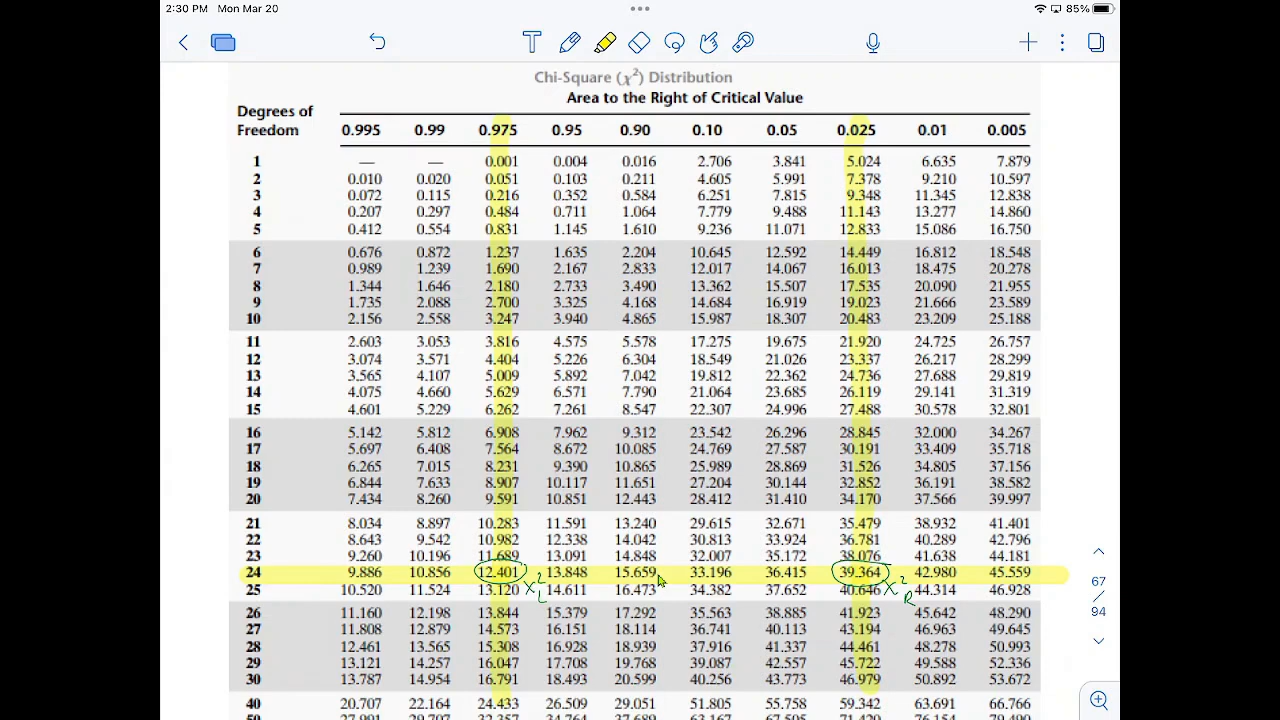 2:30 PM Mon Mar 20 85%
T
Chi-Square (χ²) Distribution
Area to the Right of Critical Value
Degrees of
Freedom 0.995 0.99 0.975 0.95 0.90 0.10 0.05 0.025 0.01 0.005
1 — — 0.001 0.004 0.016 2.706 3.841 5.024 6.635 7.879
2 0.010 0.020 0.051 0.103 0.211 4.605 5.991 7.378 9.210 10.597
3 0.072 0.115 0.216 0.352 0.584 6.251 7.815 9.348 11.345 12.838
4 0.207 0.297 0.484 0.711 1.064 7.779 9.488 11.143 13.277 14.860
5 0.412 0.554 0.831 1.145 1.610 9.236 11.071 12.833 15.086 16.750
6 0.676 0.872 1.237 1.635 2.204 10.645 12.592 14.449 16.812 18.548
7 0.989 1.239 1.690 2.167 2.833 12.017 14.067 16.013 18.475 20.278
8 1.344 1.646 2.180 2.733 3.490 13.362 15.507 17.535 20.090 21.955
9 1.735 2.088 2.700 3.325 4.168 14.684 16.919 19.023 21.666 23.589
10 2.156 2.558 3.247 3.940 4.865 15.987 18.307 20.483 23.209 25.188
11 2.603 3.053 3.816 4.575 5.578 17.275 19.675 21.920 24.725 26.757
12 3.074 3.571 4.404 5.226 6.304 18.549 21.026 23.337 26.217 28.299
13 3.565 4.107 5.009 5.892 7.042 19.812 22.362 24.736 27.688 29.819
14 4.075 4.660 5.629 6.571 7.790 21.064 23.685 26.119 29.141 31.319
15 4.601 5.229 6.262 7.261 8.547 22.307 24.996 27.488 30.578 32.801
16 5.142 5.812 6.908 7.962 9.312 23.542 26.296 28.845 32.000 34.267
17 5.697 6.408 7.564 8.672 10.085 24.769 27.587 30.191 33.409 35.718
18 6.265 7.015 8.231 9.390 10.865 25.989 28.869 31.526 34.805 37.156
19 6.844 7.633 8.907 10.117 11.651 27.204 30.144 32.852 36.191 38.582
20 7.434 8.260 9.591 10.851 12.443 28.412 31.410 34.170 37.566 39.997
21 8.034 8.897 10.283 11.591 13.240 29.615 32.671 35.479 38.932 41.401
22 8.643 9.542 10.982 12.338 14.042 30.813 33.924 36.781 40.289 42.796
23 9.260 10.196 11.689 13.091 14.848 32.007 35.172 38.076 41.638 44.181
24 9.886 10.856 12.401 13.848 15.659 33.196 36.415 39.364 42.980 45.559
X²L X²R
25 10.520 11.524 13.120 14.611 16.473 34.382 37.652 40.646 44.314 46.928
26 11.160 12.198 13.844 15.379 17.292 35.563 38.885 41.923 45.642 48.290
27 11.808 12.879 14.573 16.151 18.114 36.741 40.113 43.194 46.963 49.645
28 12.461 13.565 15.308 16.928 18.939 37.916 41.337 44.461 48.278 50.993
29 13.121 14.257 16.047 17.708 19.768 39.087 42.557 45.722 49.588 52.336
30 13.787 14.954 16.791 18.493 20.599 40.256 43.773 46.979 50.892 53.672
40 20.707 22.164 24.433 26.509 29.051 51.805 55.758 59.342 63.691 66.766
67
/
94